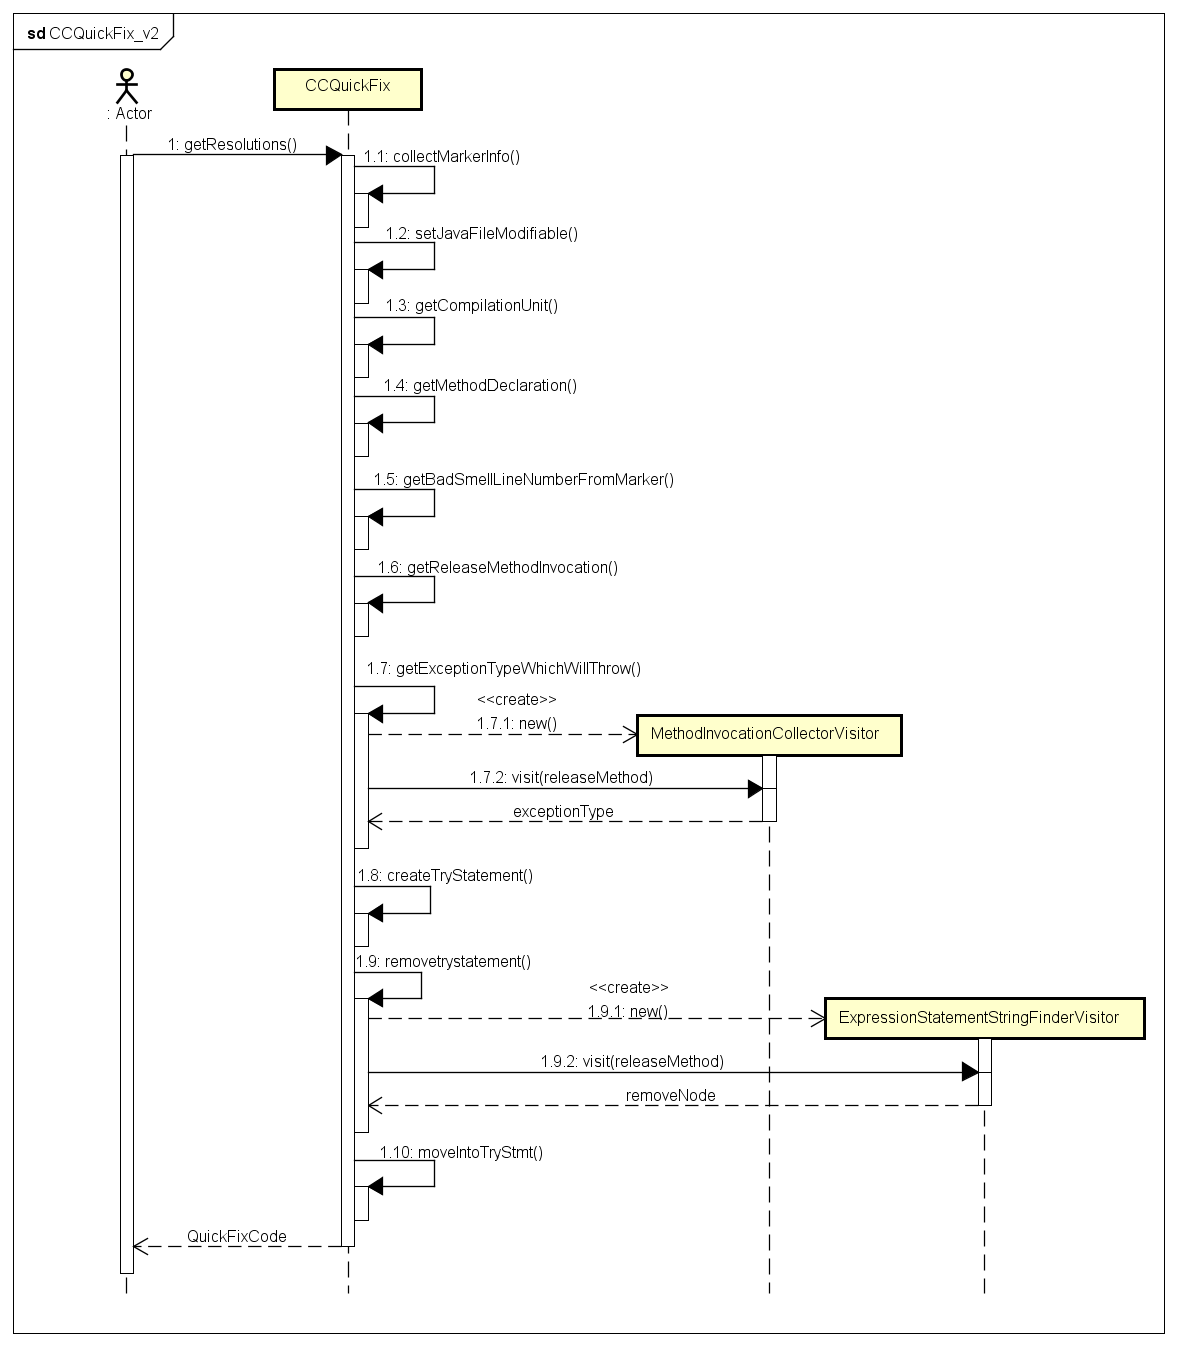 sd CCQuickFix_v2
CCQuickFix
: Actor
1: getResolutions()
1.1: collectMarkerInfo()
1.2: setJavaFileModifiable()
1.3: getCompilationUnit()
1.4: getMethodDeclaration()
1.5: getBadSmellLineNumberFromMarker()
1.6: getReleaseMethodInvocation()
1.7: getExceptionTypeWhichWillThrow()
<<create>>
1.7.1: new()
MethodInvocationCollectorVisitor
1.7.2: visit(releaseMethod)
exceptionType
1.8: createTryStatement()
1.9: removetrystatement()
<<create>>
1.9.1: new()
ExpressionStatementStringFinderVisitor
1.9.2: visit(releaseMethod)
removeNode
1.10: moveIntoTryStmt()
QuickFixCode